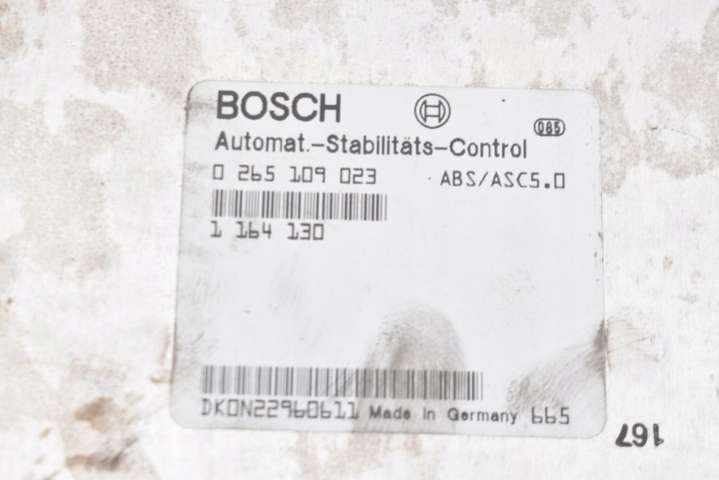 BOSCH
085
Automat.-Stabilitäts-Control
0 265 109 023 ABS/ASC5.0
1 164 130
DKON22960611 Made in Germany 665
167